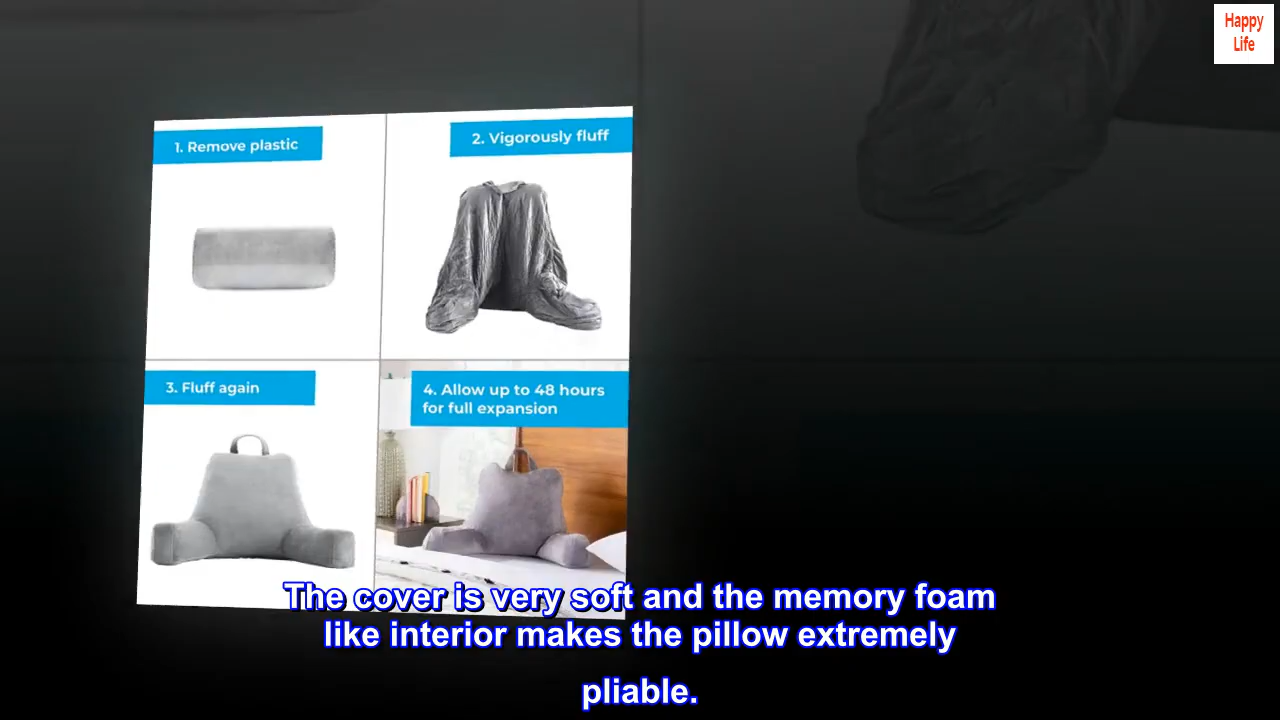 Happy
Life
1. Remove plastic
2. Vigorously fluff
3. Fluff again
4. Allow up to 48 hours
for full expansion
The cover is very soft and the memory foam
like interior makes the pillow extremely
pliable.